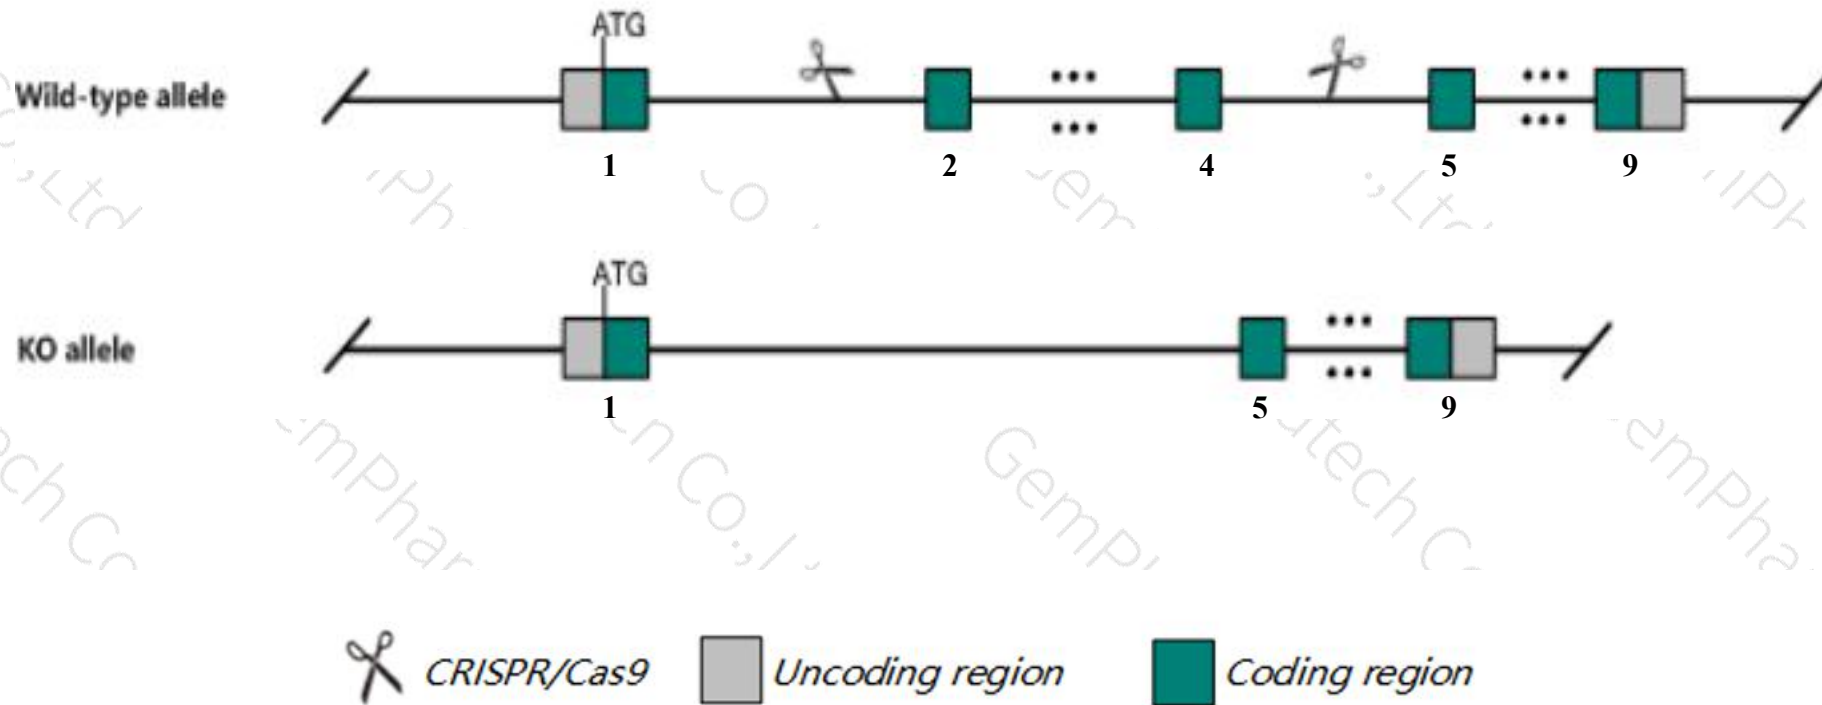 ATG
Wild-type allele
1 2 4 5 9
ATG
KO allele
1 5 9
CRISPR/Cas9 Uncoding region Coding region